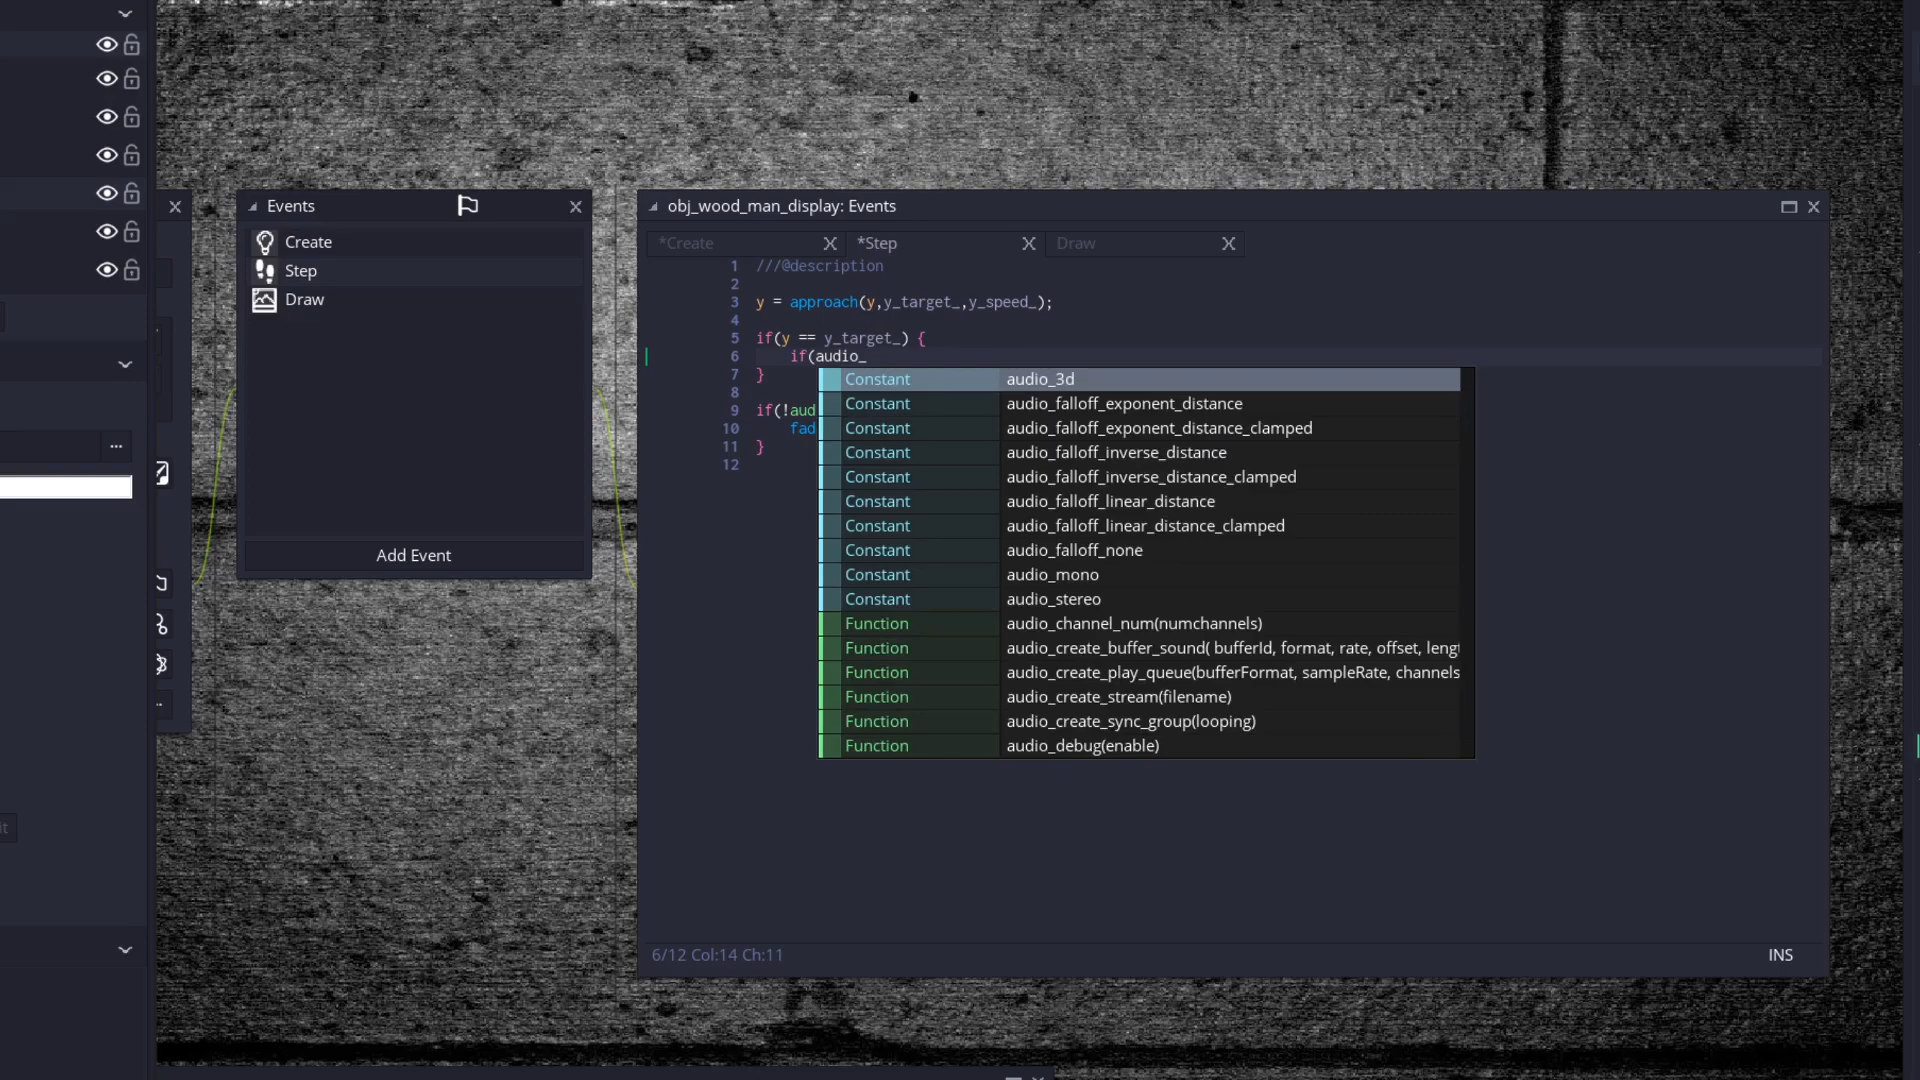 Events
Create
Step
Draw
Add Event
...
it
obj_wood_man_display: Events
*Create
*Step
Draw
1 ///@description
2
3 y = approach(y,y_target_,y_speed_);
4
5 if(y == y_target_) {
6 if(audio_
7 }
8
9 if(!aud
10 fad
11 }
12
Constant audio_3d
Constant audio_falloff_exponent_distance
Constant audio_falloff_exponent_distance_clamped
Constant audio_falloff_inverse_distance
Constant audio_falloff_inverse_distance_clamped
Constant audio_falloff_linear_distance
Constant audio_falloff_linear_distance_clamped
Constant audio_falloff_none
Constant audio_mono
Constant audio_stereo
Function audio_channel_num(numchannels)
Function audio_create_buffer_sound( bufferId, format, rate, offset, leng
Function audio_create_play_queue(bufferFormat, sampleRate, channels
Function audio_create_stream(filename)
Function audio_create_sync_group(looping)
Function audio_debug(enable)
6/12 Col:14 Ch:11
INS